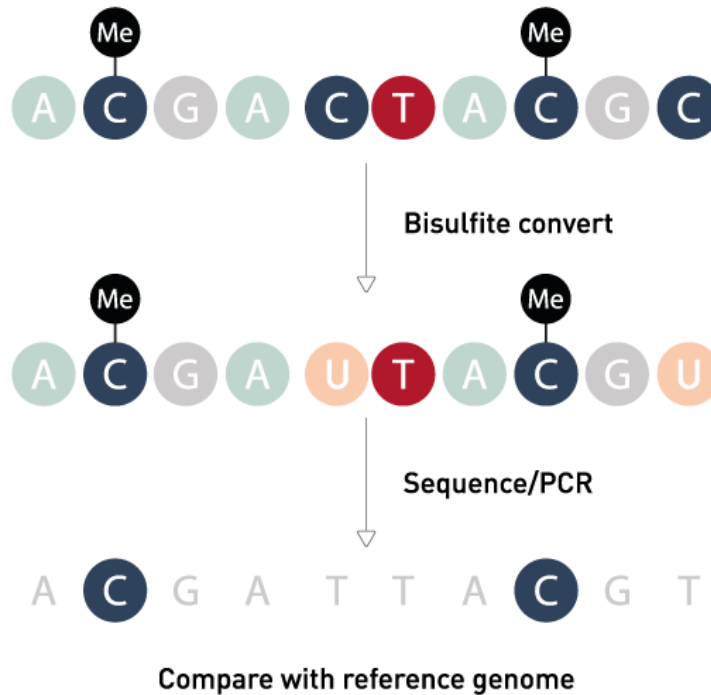 Me Me
A C G A C T A C G C
Bisulfite convert
Me Me
A C G A U T A C G U
Sequence/PCR
A C G A T T A C G T
Compare with reference genome